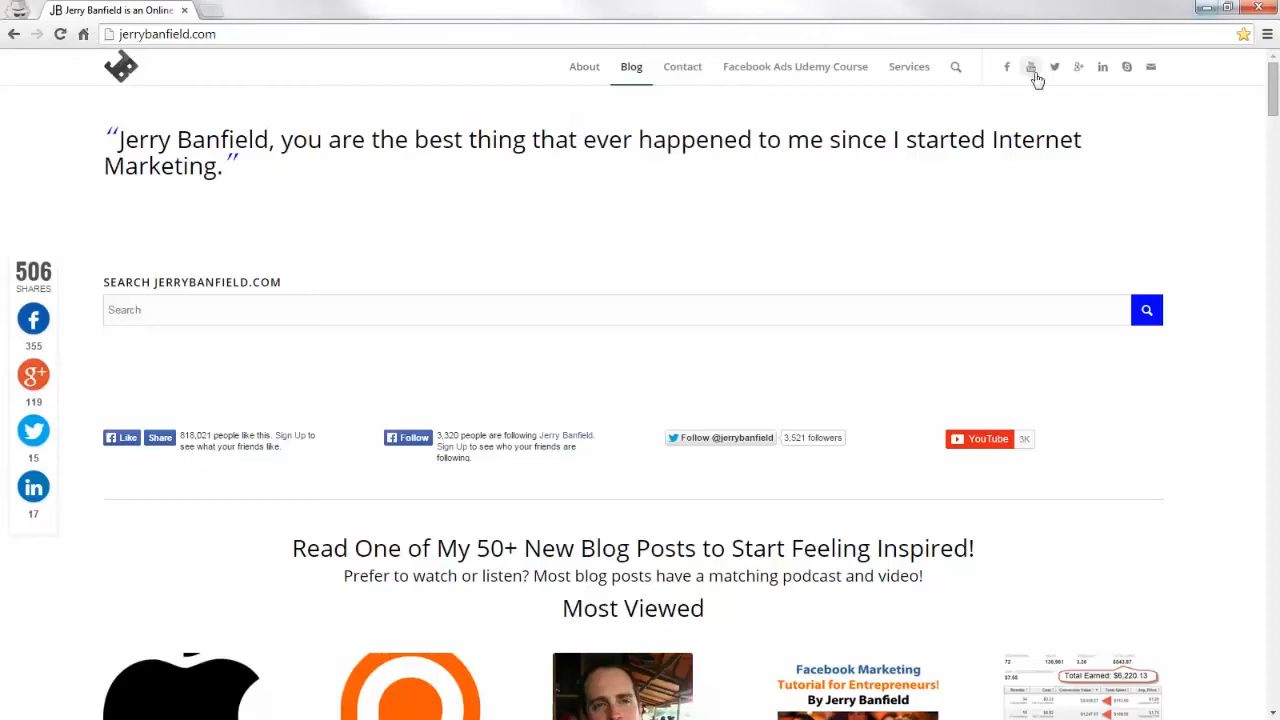 JB Jerry Banfield is an Online
jerrybanfield.com
About Blog Contact Facebook Ads Udemy Course Services
“Jerry Banfield, you are the best thing that ever happened to me since I started Internet
Marketing.”
506
SHARES
355
119
15
17
SEARCH JERRYBANFIELD.COM
Search
Like Share 818,021 people like this. Sign Up to
see what your friends like.
Follow 3,320 people are following Jerry Banfield.
Sign Up to see who your friends are
following.
Follow @jerrybanfield 3,521 followers
YouTube 3K
Read One of My 50+ New Blog Posts to Start Feeling Inspired!
Prefer to watch or listen? Most blog posts have a matching podcast and video!
Most Viewed
Facebook Marketing
Tutorial for Entrepreneurs!
By Jerry Banfield
Total Earned: $6,220.13